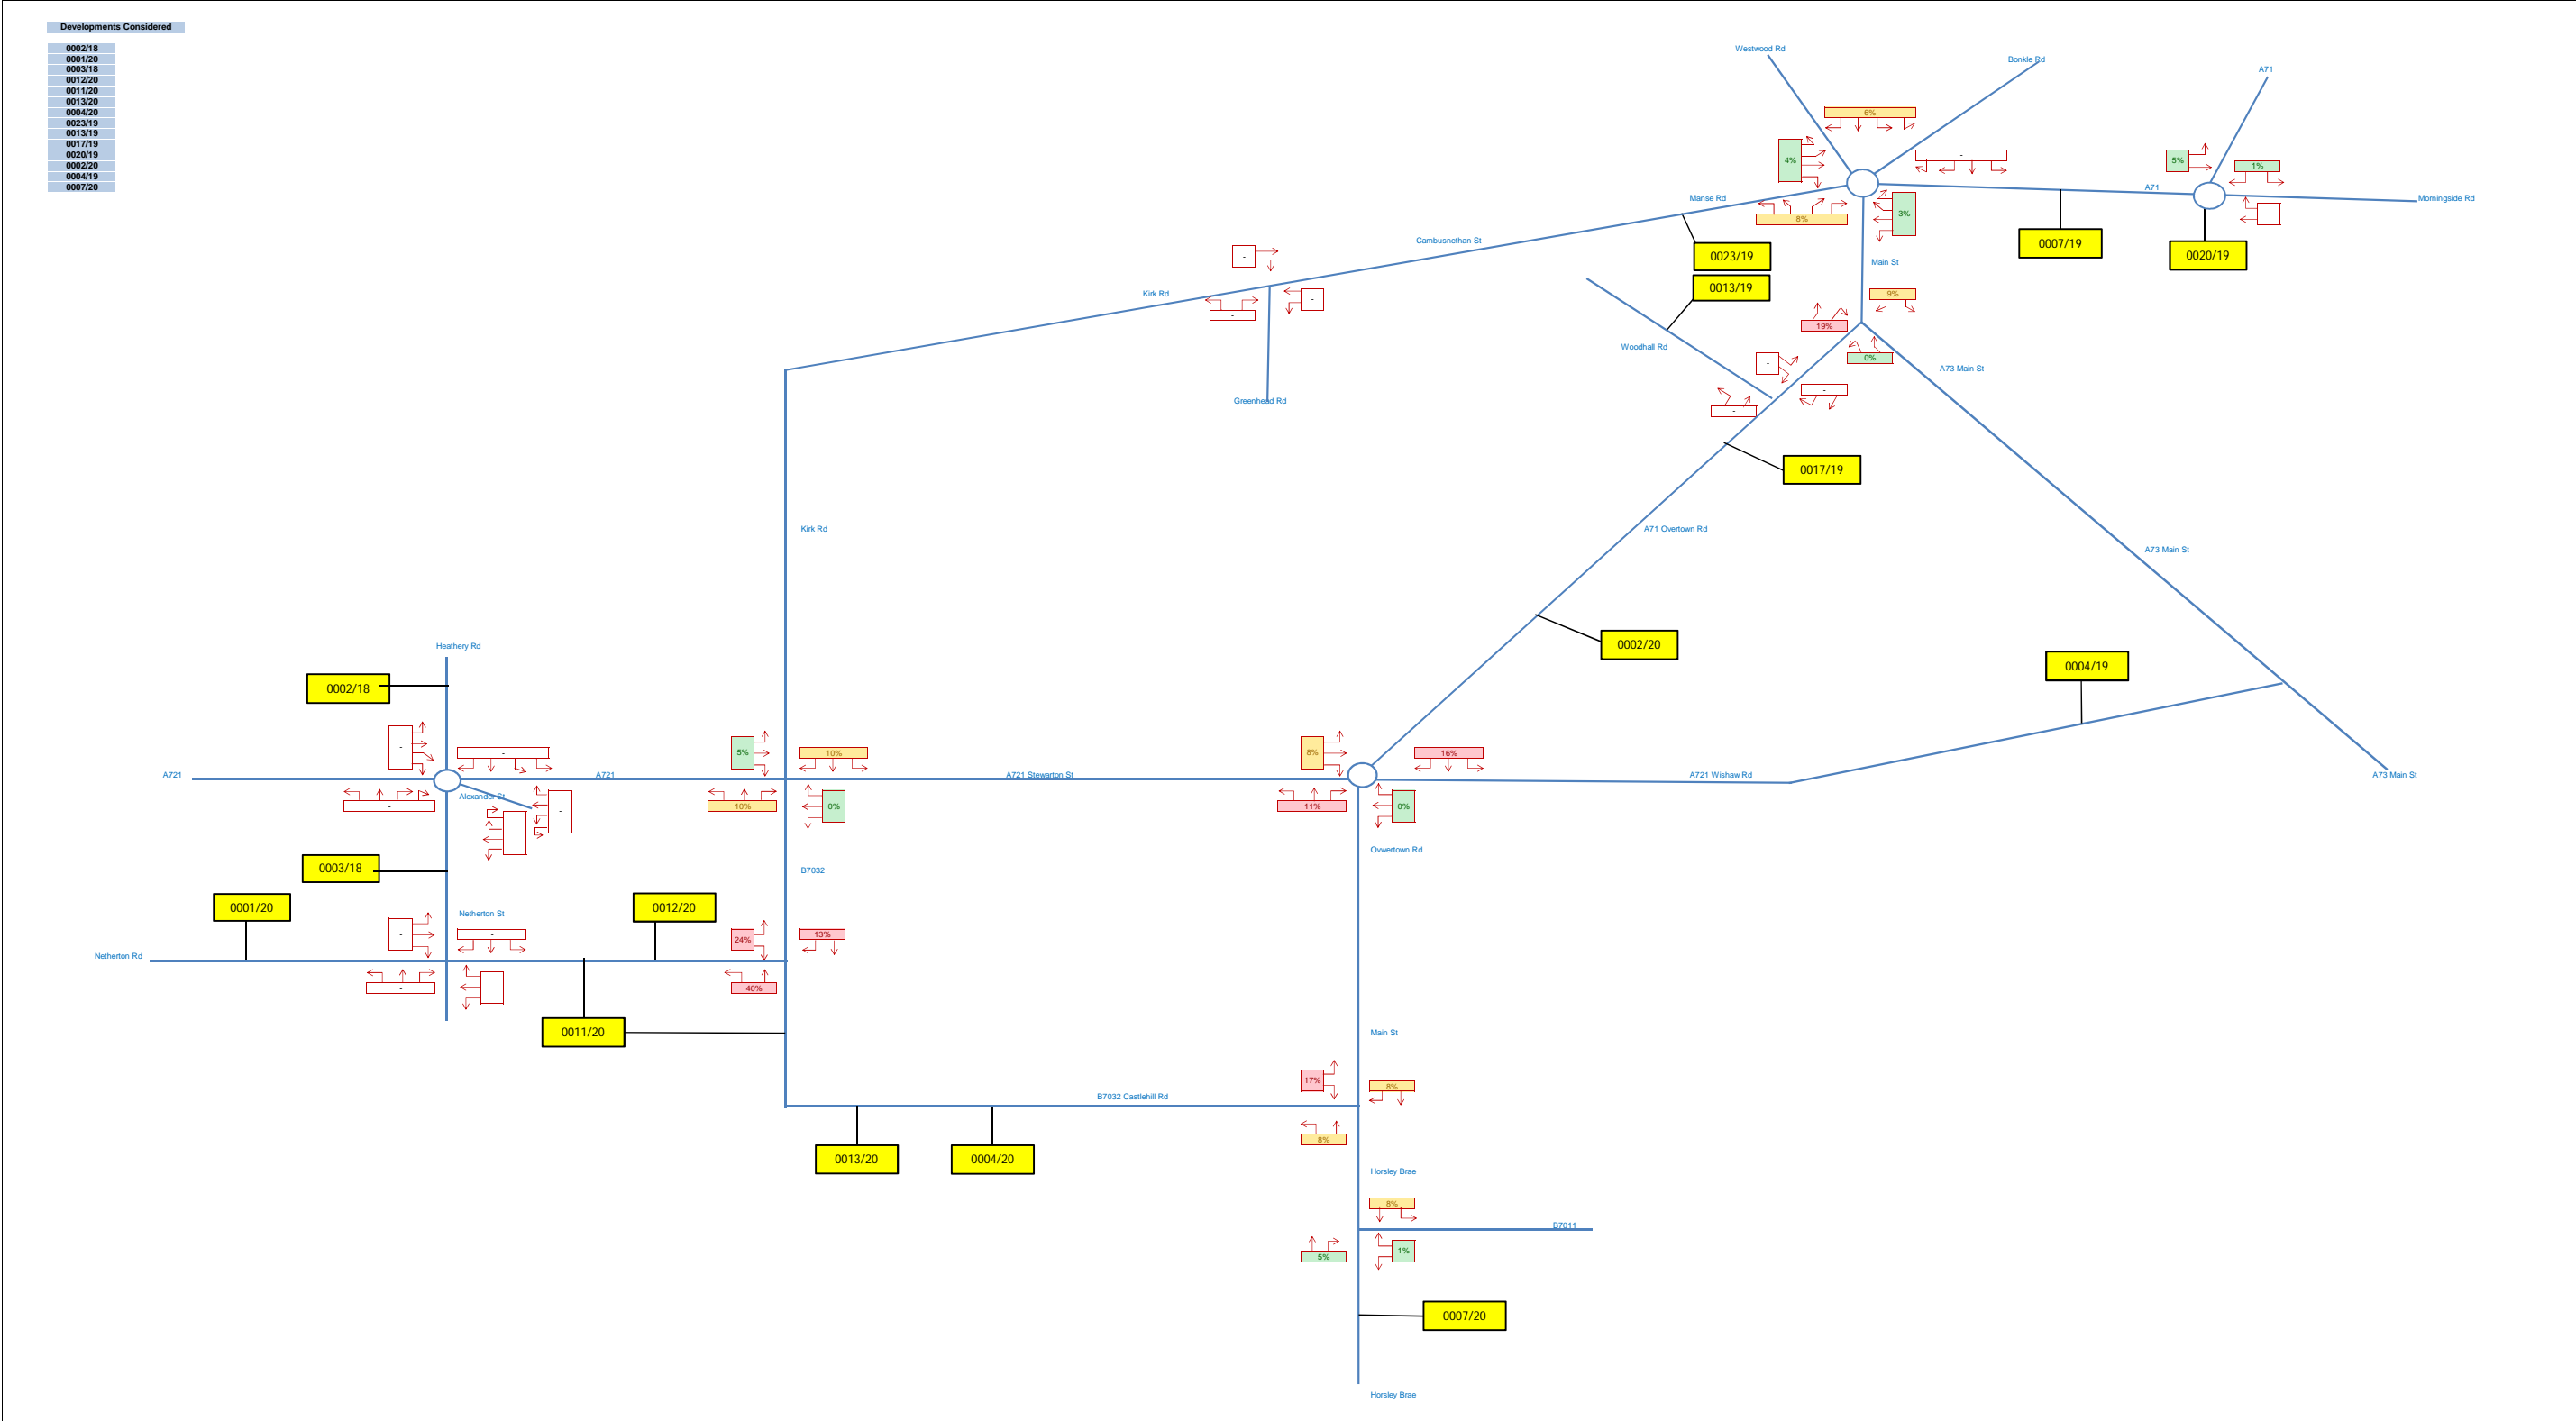 Developments Considered
0002/18
0001/20
0003/18
0012/20
0011/20
0013/20
0004/20
0023/19
0013/19
0017/19
0020/19
0002/20
0004/19
0007/20
Westwood Rd
Bonkle Rd
A71
6%
4%
-
5%
1%
Manse Rd
8%
3%
A71
Morningside Rd
-
0007/19
0020/19
Cambusnethan St
-
0023/19
Main St
0013/19
Kirk Rd
-
-
9%
19%
Woodhall Rd
-
0%
A73 Main St
-
-
Greenhead Rd
0017/19
Kirk Rd
A71 Overtown Rd
A73 Main St
Heathery Rd
0002/20
0004/19
0002/18
-
-
5%
10%
8%
16%
A721
A721
A721 Stewarton St
A721 Wishaw Rd
A73 Main St
Alexander St
-
-
-
10%
0%
11%
0%
Ovwertown Rd
0003/18
B7032
0001/20
0012/20
Netherton St
-
-
24%
13%
Netherton Rd
-
-
40%
0011/20
Main St
17%
8%
B7032 Castlehill Rd
8%
0013/20
0004/20
Horsley Brae
8%
B7011
5%
1%
0007/20
Horsley Brae